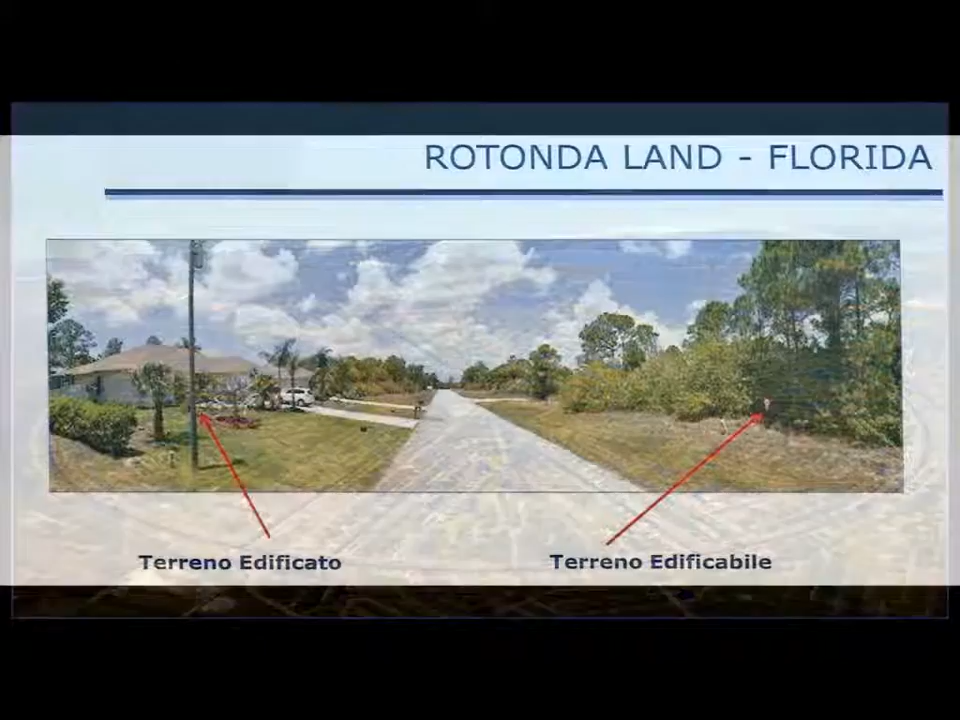 ROTONDA LAND - FLORIDA
Terreno Edificato
Terreno Edificabile